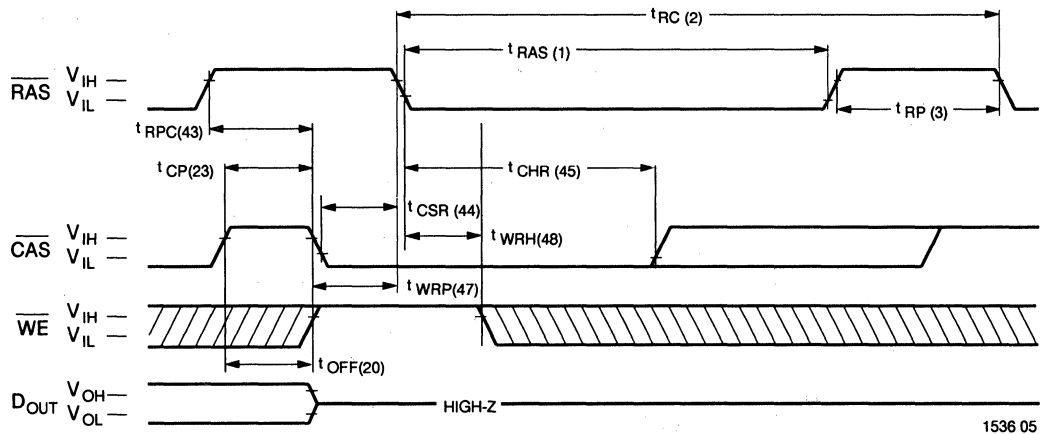 t RC (2)
t RAS (1)
RAS V IH
V IL
t RP (3)
t RPC(43)
t CP(23)
t CHR (45)
t CSR (44)
CAS V IH
V IL
t WRH(48)
t WRP(47)
WE V IH
V IL
t OFF(20)
D OUT V OH
V OL
HIGH-Z
1536 05